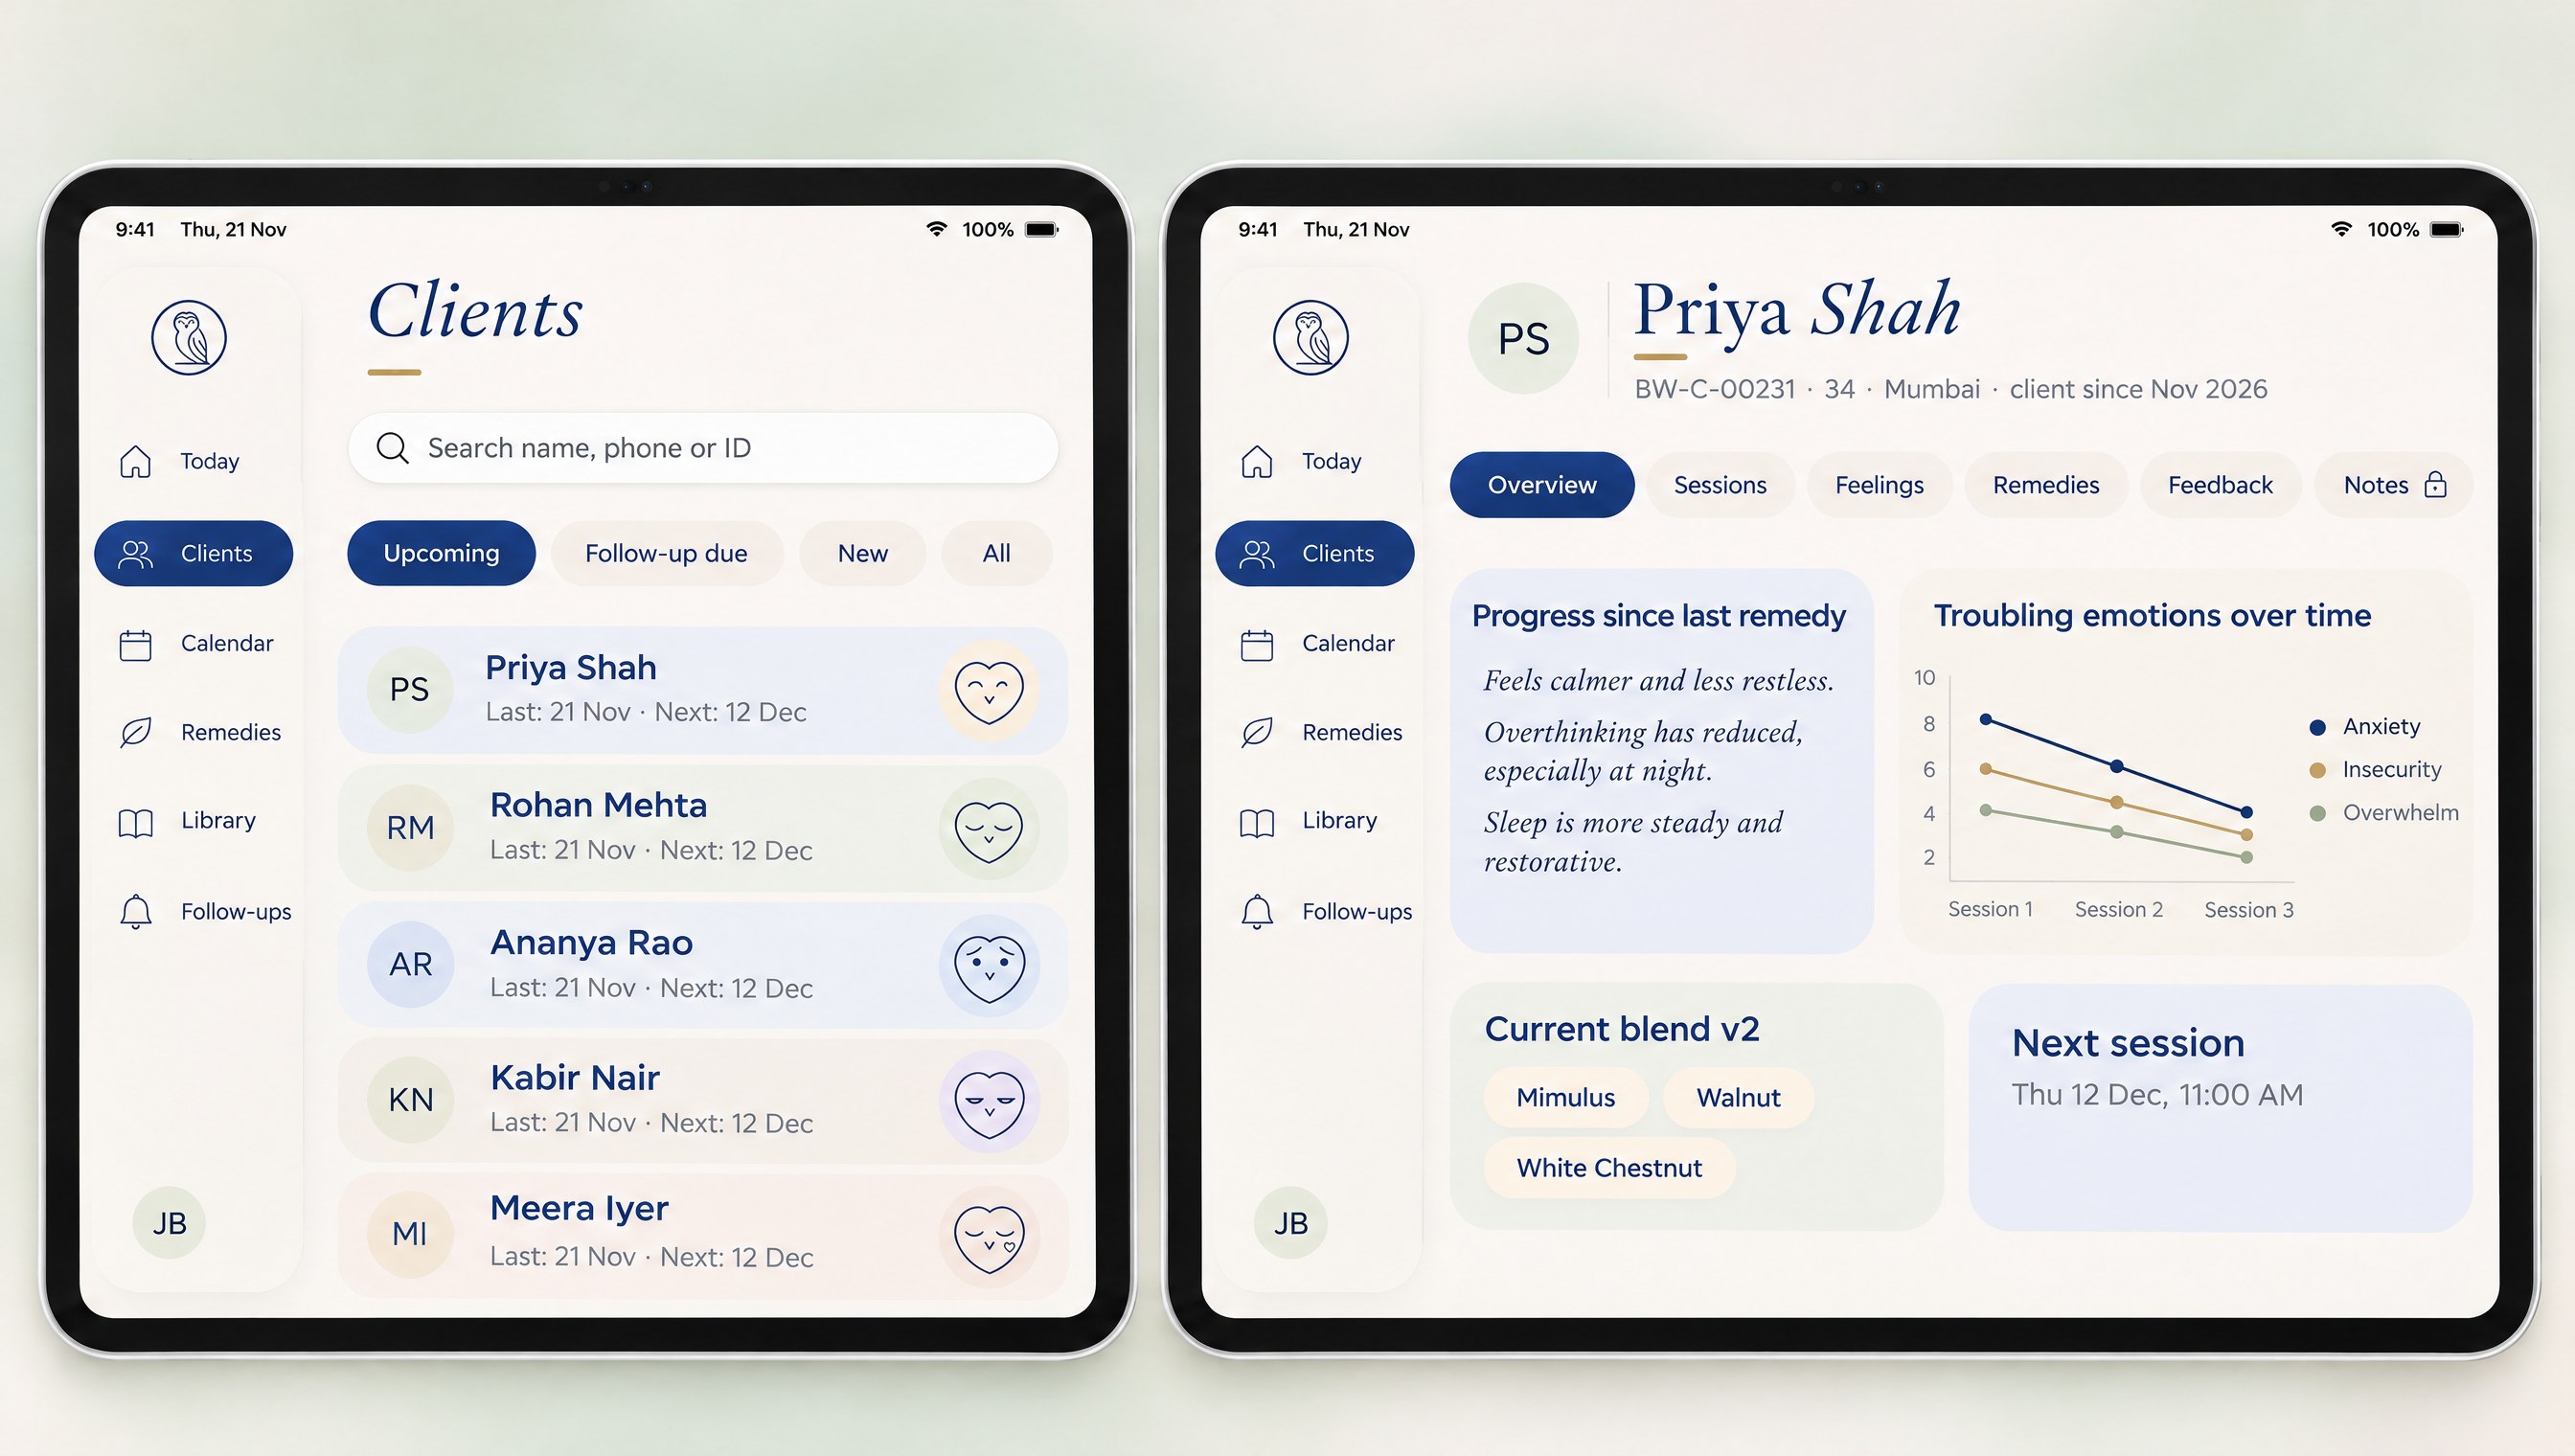 9:41 Thu, 21 Nov 100%
Clients
Search name, phone or ID
Today
Clients
Calendar
Remedies
Library
Follow-ups
JB
Upcoming Follow-up due New All
PS Priya Shah
Last: 21 Nov · Next: 12 Dec
RM Rohan Mehta
Last: 21 Nov · Next: 12 Dec
AR Ananya Rao
Last: 21 Nov · Next: 12 Dec
KN Kabir Nair
Last: 21 Nov · Next: 12 Dec
MI Meera Iyer
Last: 21 Nov · Next: 12 Dec
9:41 Thu, 21 Nov 100%
Today
Clients
Calendar
Remedies
Library
Follow-ups
JB
PS Priya Shah
BW-C-00231 · 34 · Mumbai · client since Nov 2026
Overview Sessions Feelings Remedies Feedback Notes
Progress since last remedy
Feels calmer and less restless.
Overthinking has reduced,
especially at night.
Sleep is more steady and
restorative.
Troubling emotions over time
10
8
6
4
2
Session 1 Session 2 Session 3
Anxiety
Insecurity
Overwhelm
Current blend v2
Mimulus Walnut
White Chestnut
Next session
Thu 12 Dec, 11:00 AM